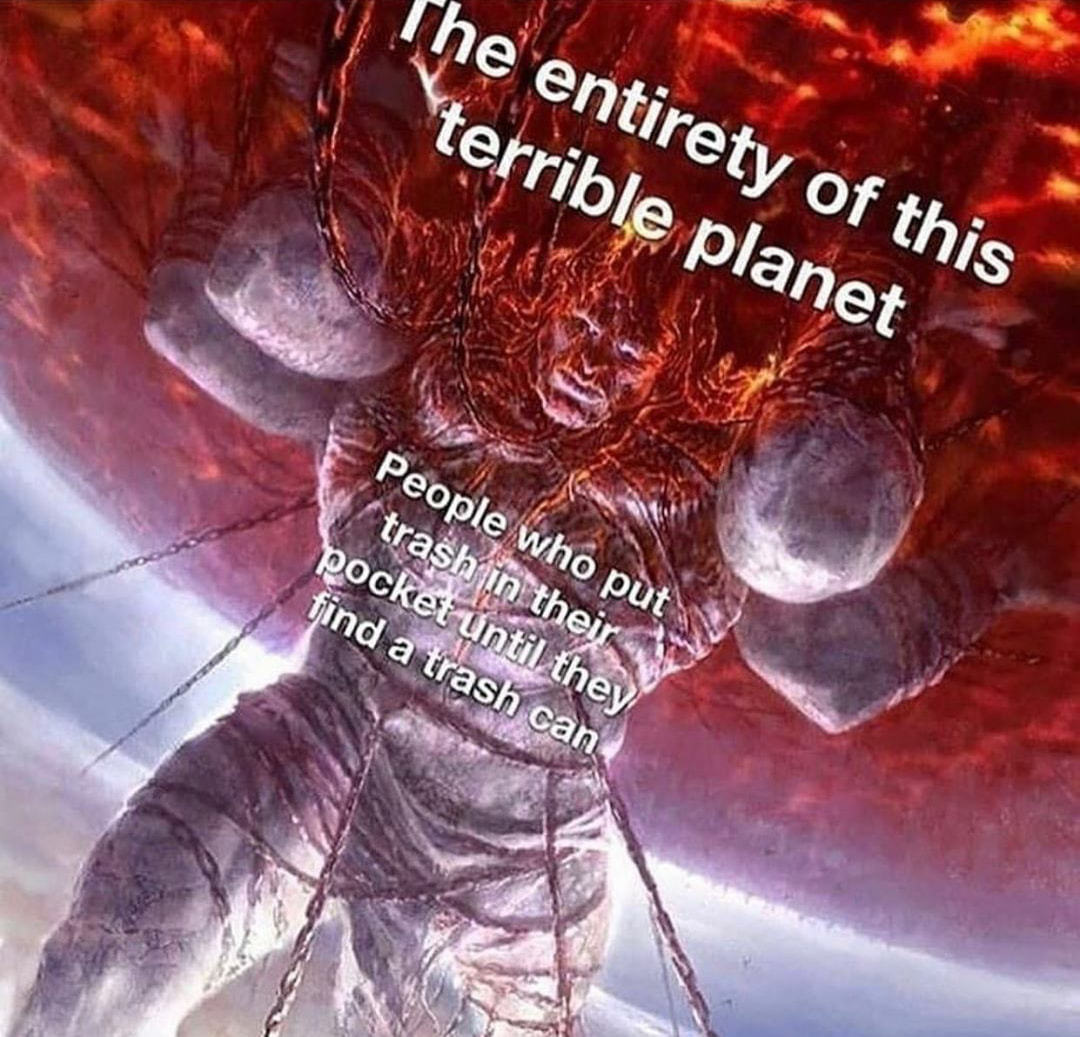 The entirety of this
terrible planet
People who put
trash in their
pocket until they
find a trash can